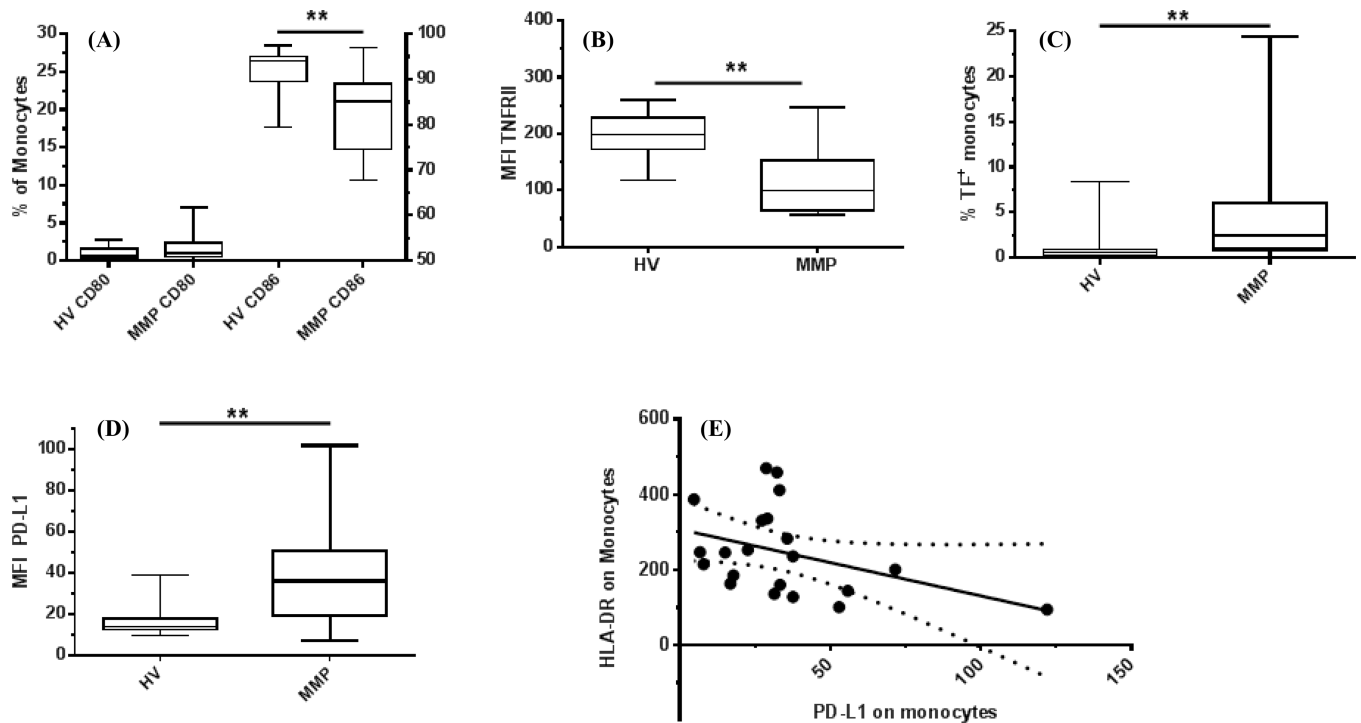 (A)
**
% of Monocytes
30
25
20
15
10
5
0
100
90
80
70
60
50
HV CD80
MMP CD80
HV CD86
MMP CD86
(B)
**
MFI TNFRII
400
300
200
100
0
HV
MMP
(C)
**
% TF+ monocytes
25
20
15
10
5
0
HV
MMP
(D)
**
MFI PD-L1
100
80
60
40
20
0
HV
MMP
(E)
HLA-DR on Monocytes
600
400
200
0
50
100
150
PD-L1 on monocytes